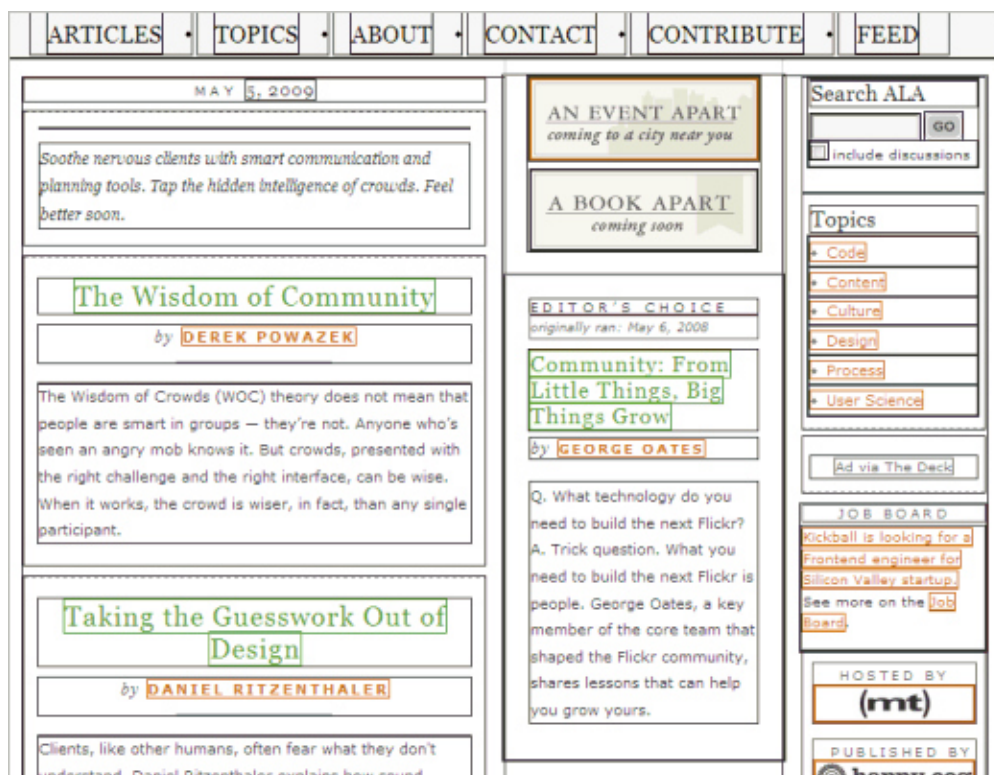 ARTICLES • TOPICS • ABOUT • CONTACT • CONTRIBUTE • FEED
MAY 5, 2009
Soothe nervous clients with smart communication and
planning tools. Tap the hidden intelligence of crowds. Feel
better soon.
The Wisdom of Community
by DEREK POWAZEK
The Wisdom of Crowds (WOC) theory does not mean that
people are smart in groups — they're not. Anyone who's
seen an angry mob knows it. But crowds, presented with
the right challenge and the right interface, can be wise.
When it works, the crowd is wiser, in fact, than any single
participant.
Taking the Guesswork Out of
Design
by DANIEL RITZENTHALER
Clients, like other humans, often fear what they don't
understand. Daniel Ritzenthaler explains how sound
AN EVENT APART
coming to a city near you
A BOOK APART
coming soon
EDITOR'S CHOICE
originally ran: May 6, 2008
Community: From
Little Things, Big
Things Grow
by GEORGE OATES
Q. What technology do you
need to build the next Flickr?
A. Trick question. What you
need to build the next Flickr is
people. George Oates, a key
member of the core team that
shaped the Flickr community,
shares lessons that can help
you grow yours.
Search ALA
GO
include discussions
Topics
• Code
• Content
• Culture
• Design
• Process
• User Science
Ad via The Deck
JOB BOARD
Kickball is looking for a
Frontend engineer for
Silicon Valley startup.
See more on the Job
Board.
HOSTED BY
(mt)
PUBLISHED BY
happy cog